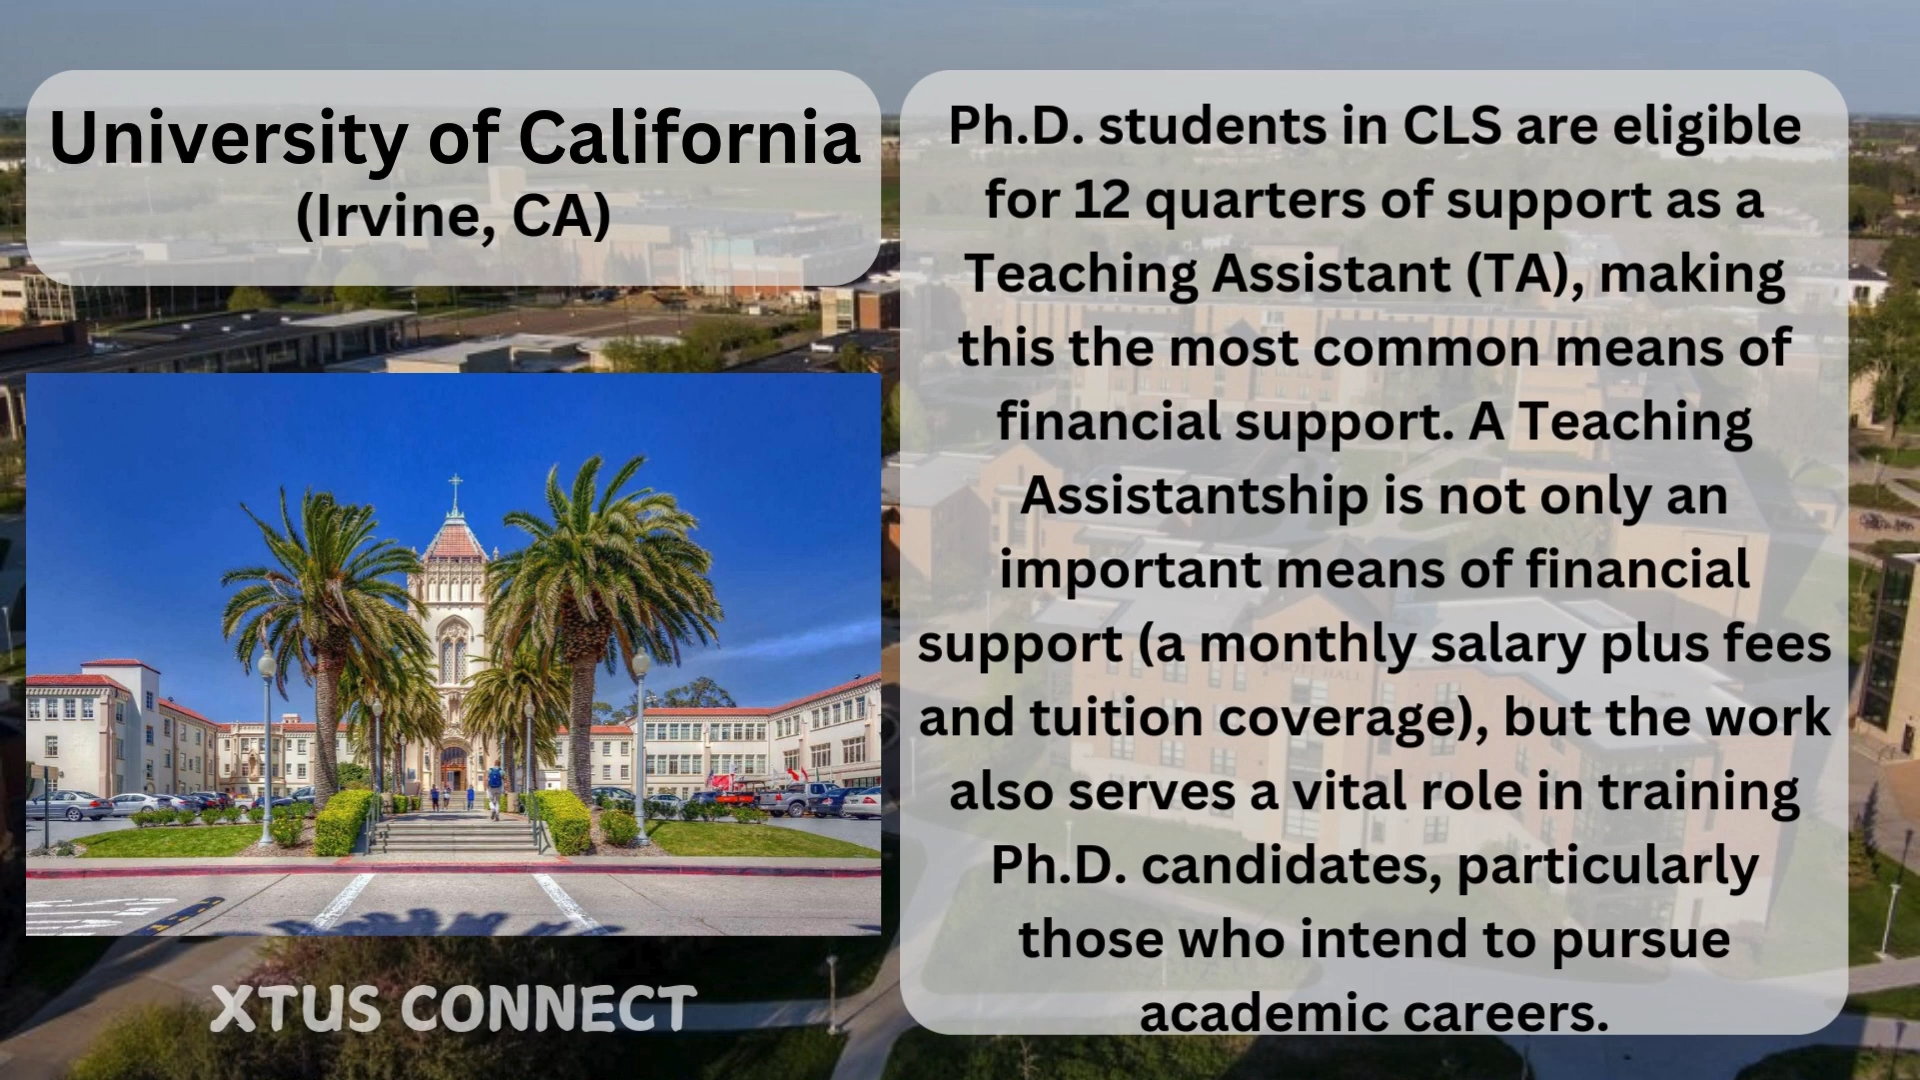 University of California
(Irvine, CA)
Ph.D. students in CLS are eligible
for 12 quarters of support as a
Teaching Assistant (TA), making
this the most common means of
financial support. A Teaching
Assistantship is not only an
important means of financial
support (a monthly salary plus fees
and tuition coverage), but the work
also serves a vital role in training
Ph.D. candidates, particularly
those who intend to pursue
academic careers.
XTUS CONNECT